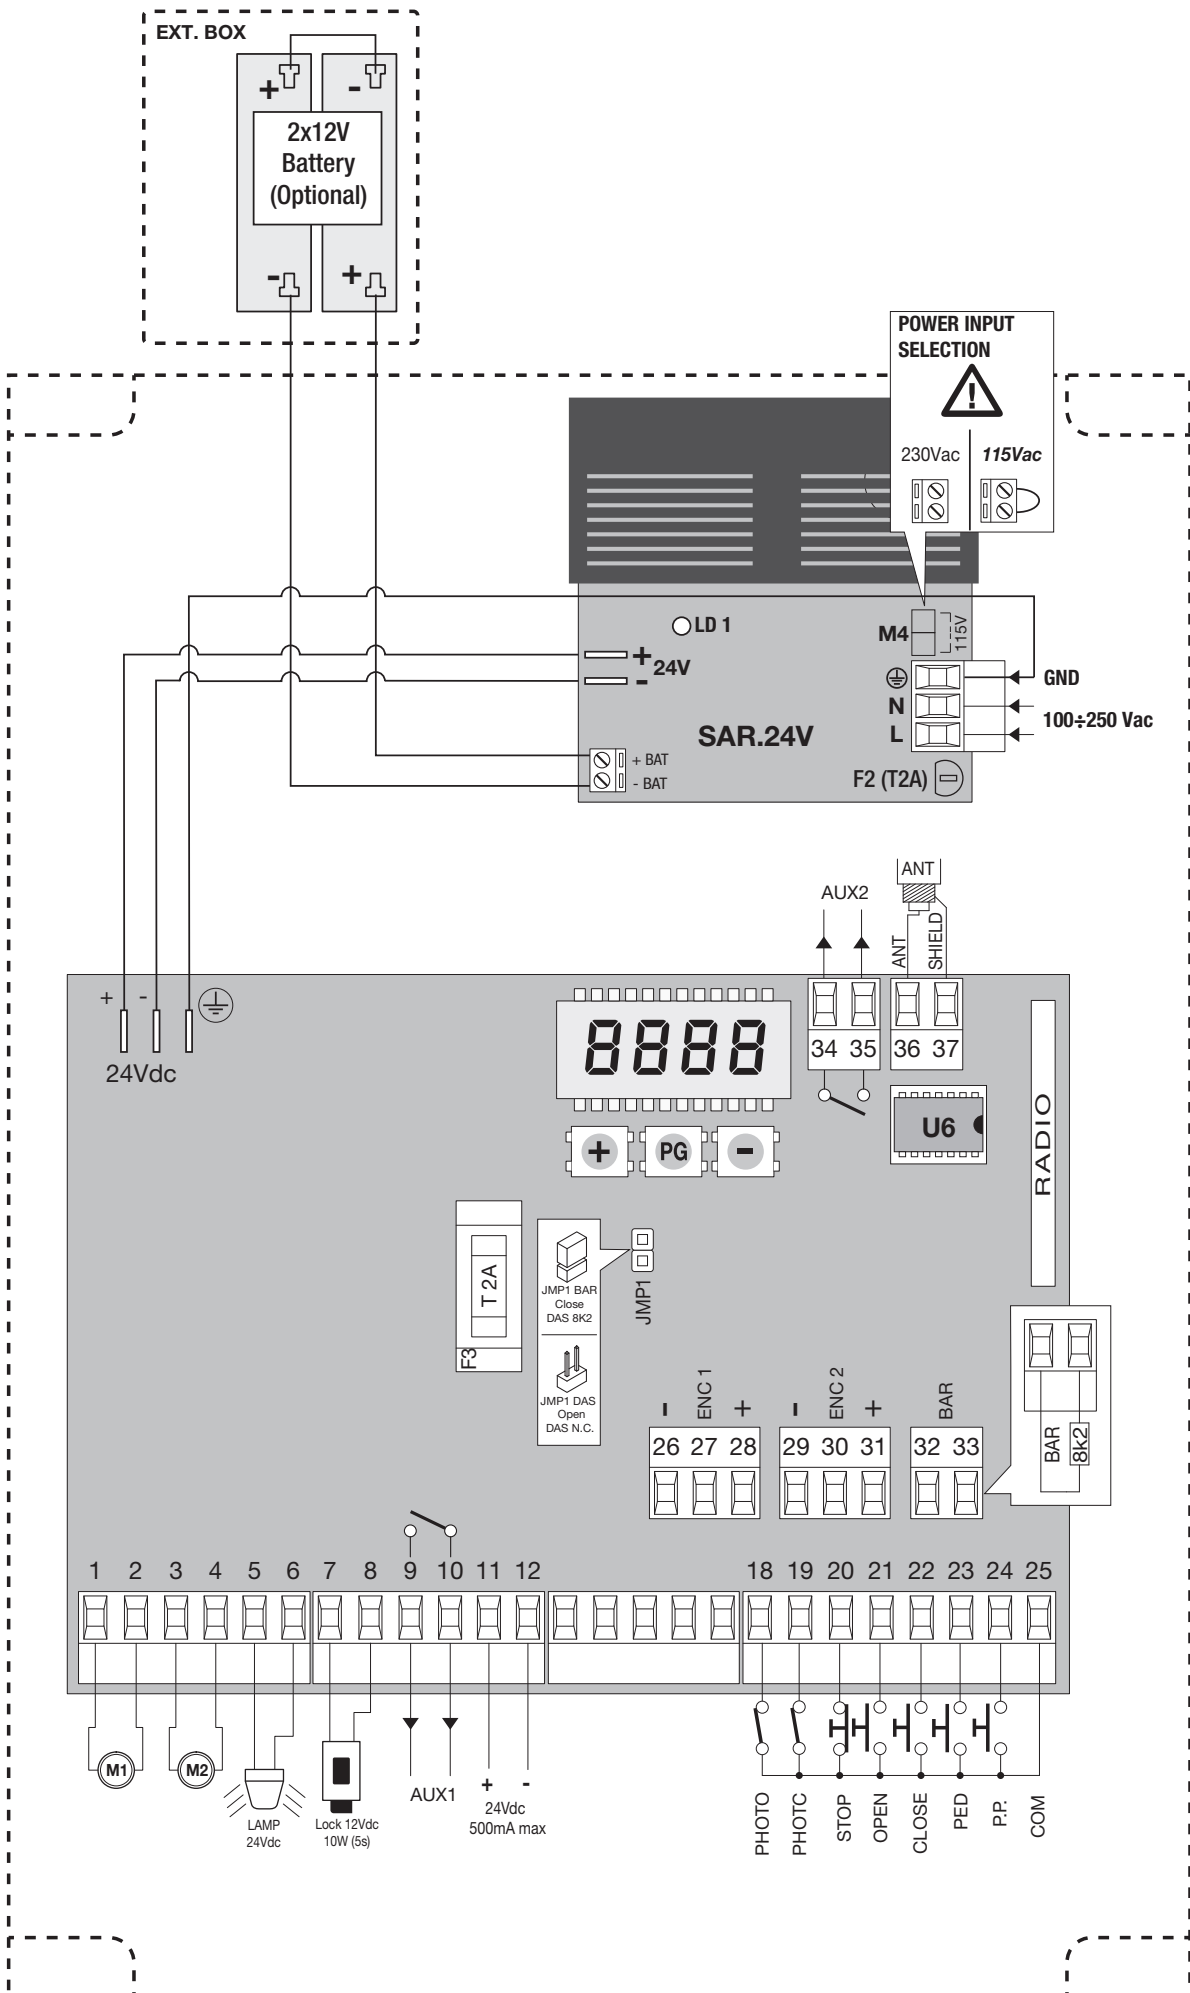 EXT. BOX
+ -
2x12V
Battery
(Optional)
- +
POWER INPUT
SELECTION
!
230Vac 115Vac
LD 1
M4
115V
+
24V
-
GND
N
L
100÷250 Vac
SAR.24V
+ BAT
- BAT
F2 (T2A)
ANT
AUX2
ANT
SHIELD
+ -
24Vdc
8888
34 35 36 37
U6
RADIO
+ PG -
T 2A
F3
JMP1 BAR
Close
DAS 8K2
JMP1 DAS
Open
DAS N.C.
JMP1
- ENC 1 +
- ENC 2 +
BAR
26 27 28 29 30 31 32 33
BAR
8k2
1 2 3 4 5 6 7 8 9 10 11 12 18 19 20 21 22 23 24 25
M1
M2
LAMP
24Vdc
Lock 12Vdc
10W (5s)
AUX1
+ -
24Vdc
500mA max
PHOTO
PHOTC
STOP
OPEN
CLOSE
PED
P.P.
COM